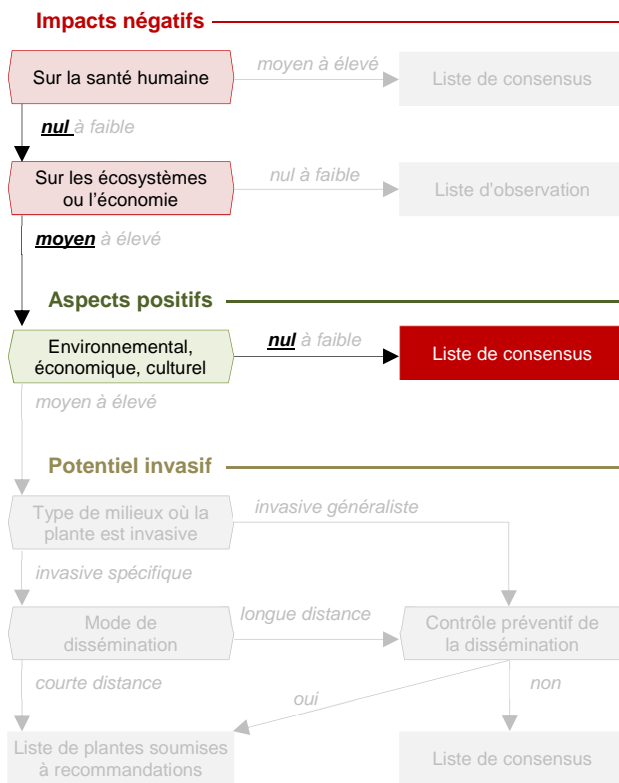 Impacts négatifs
Sur la santé humaine
moyen à élevé
Liste de consensus
nul à faible
Sur les écosystèmes
ou l'économie
nul à faible
Liste d'observation
moyen à élevé
Aspects positifs
Environnemental,
économique, culturel
nul à faible
Liste de consensus
moyen à élevé
Potentiel invasif
Type de milieux où la
plante est invasive
invasive généraliste
invasive spécifique
Mode de
dissémination
longue distance
Contrôle préventif de
la dissémination
courte distance
oui
non
Liste de plantes soumises
à recommandations
Liste de consensus